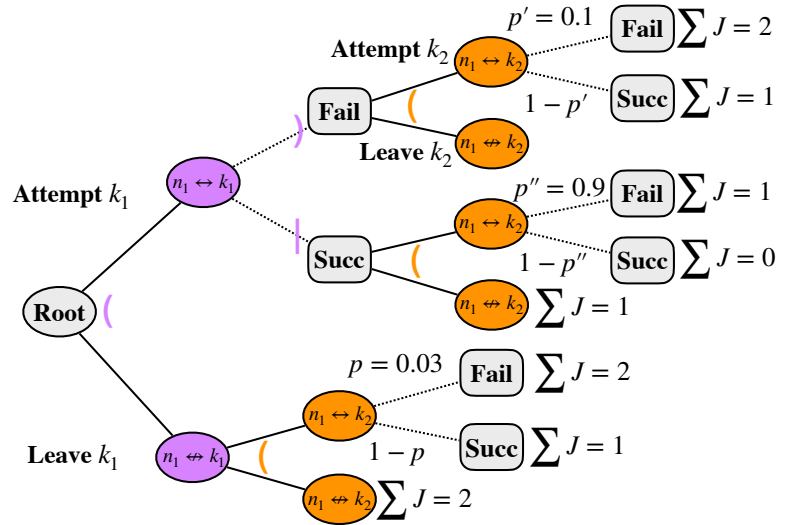 p′ = 0.1
Fail ∑ J = 2
Attempt k₂
n₁ ↔ k₂
1 − p′
Succ ∑ J = 1
Fail
Leave k₂
n₁ ↮ k₂
Attempt k₁
n₁ ↔ k₁
p″ = 0.9
Fail ∑ J = 1
n₁ ↔ k₂
1 − p″
Succ ∑ J = 0
Succ
n₁ ↮ k₂ ∑ J = 1
Root
p = 0.03
Fail ∑ J = 2
n₁ ↔ k₂
1 − p
Succ ∑ J = 1
Leave k₁
n₁ ↮ k₁
n₁ ↮ k₂ ∑ J = 2